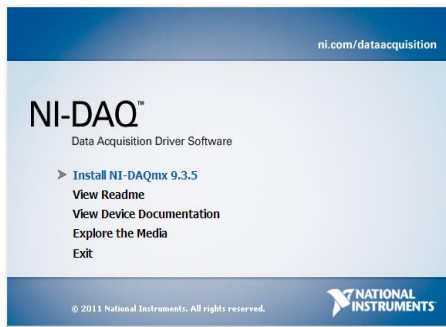 ni.com/dataacquisition
NI-DAQ™
Data Acquisition Driver Software
Install NI-DAQmx 9.3.5
View Readme
View Device Documentation
Explore the Media
Exit
© 2011 National Instruments. All rights reserved.
NATIONAL
INSTRUMENTS